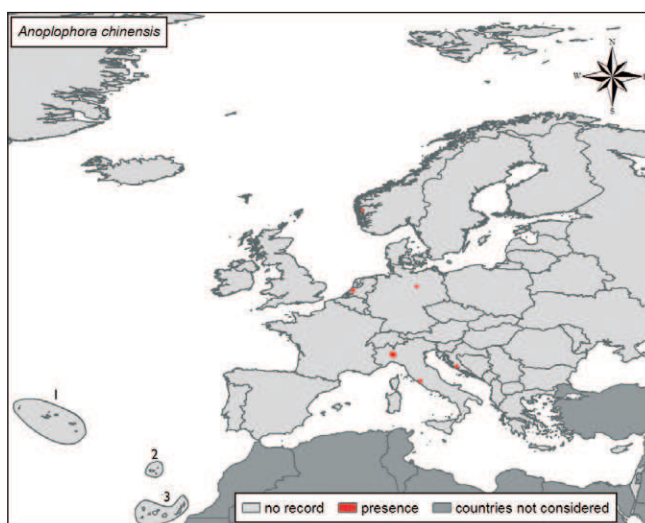 Anoplophora chinensis
N
W
S
1
2
3
no record presence countries not considered